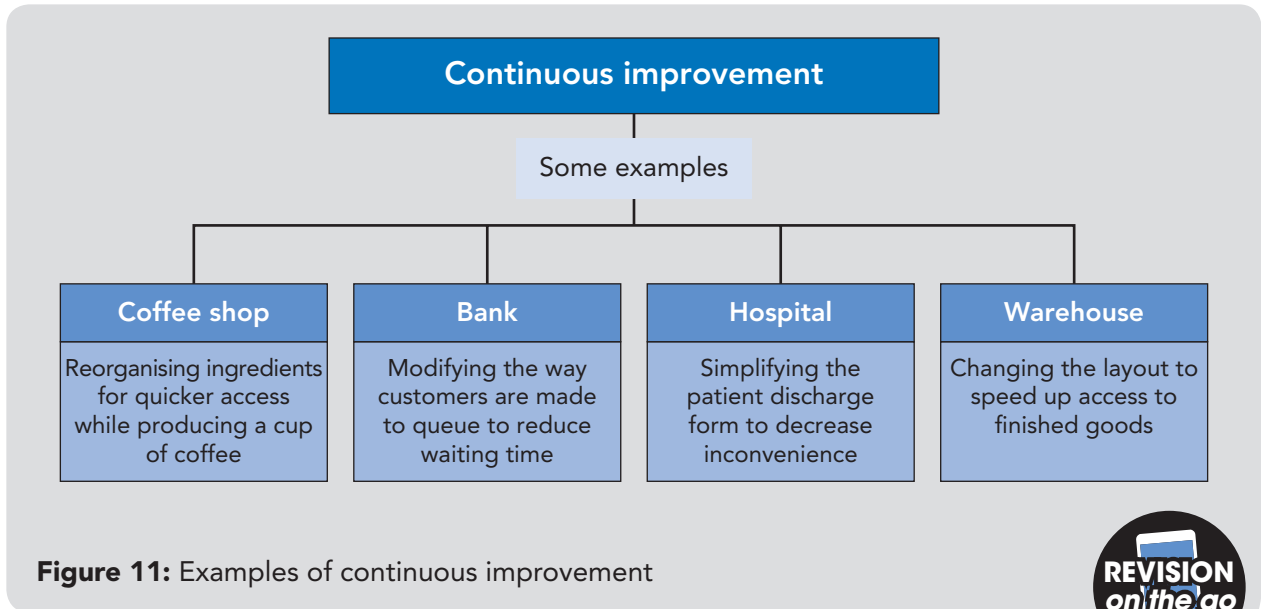 Continuous improvement
Some examples
Coffee shop
Reorganising ingredients
for quicker access
while producing a cup
of coffee
Bank
Modifying the way
customers are made
to queue to reduce
waiting time
Hospital
Simplifying the
patient discharge
form to decrease
inconvenience
Warehouse
Changing the layout to
speed up access to
finished goods
Figure 11: Examples of continuous improvement
REVISION
on the go